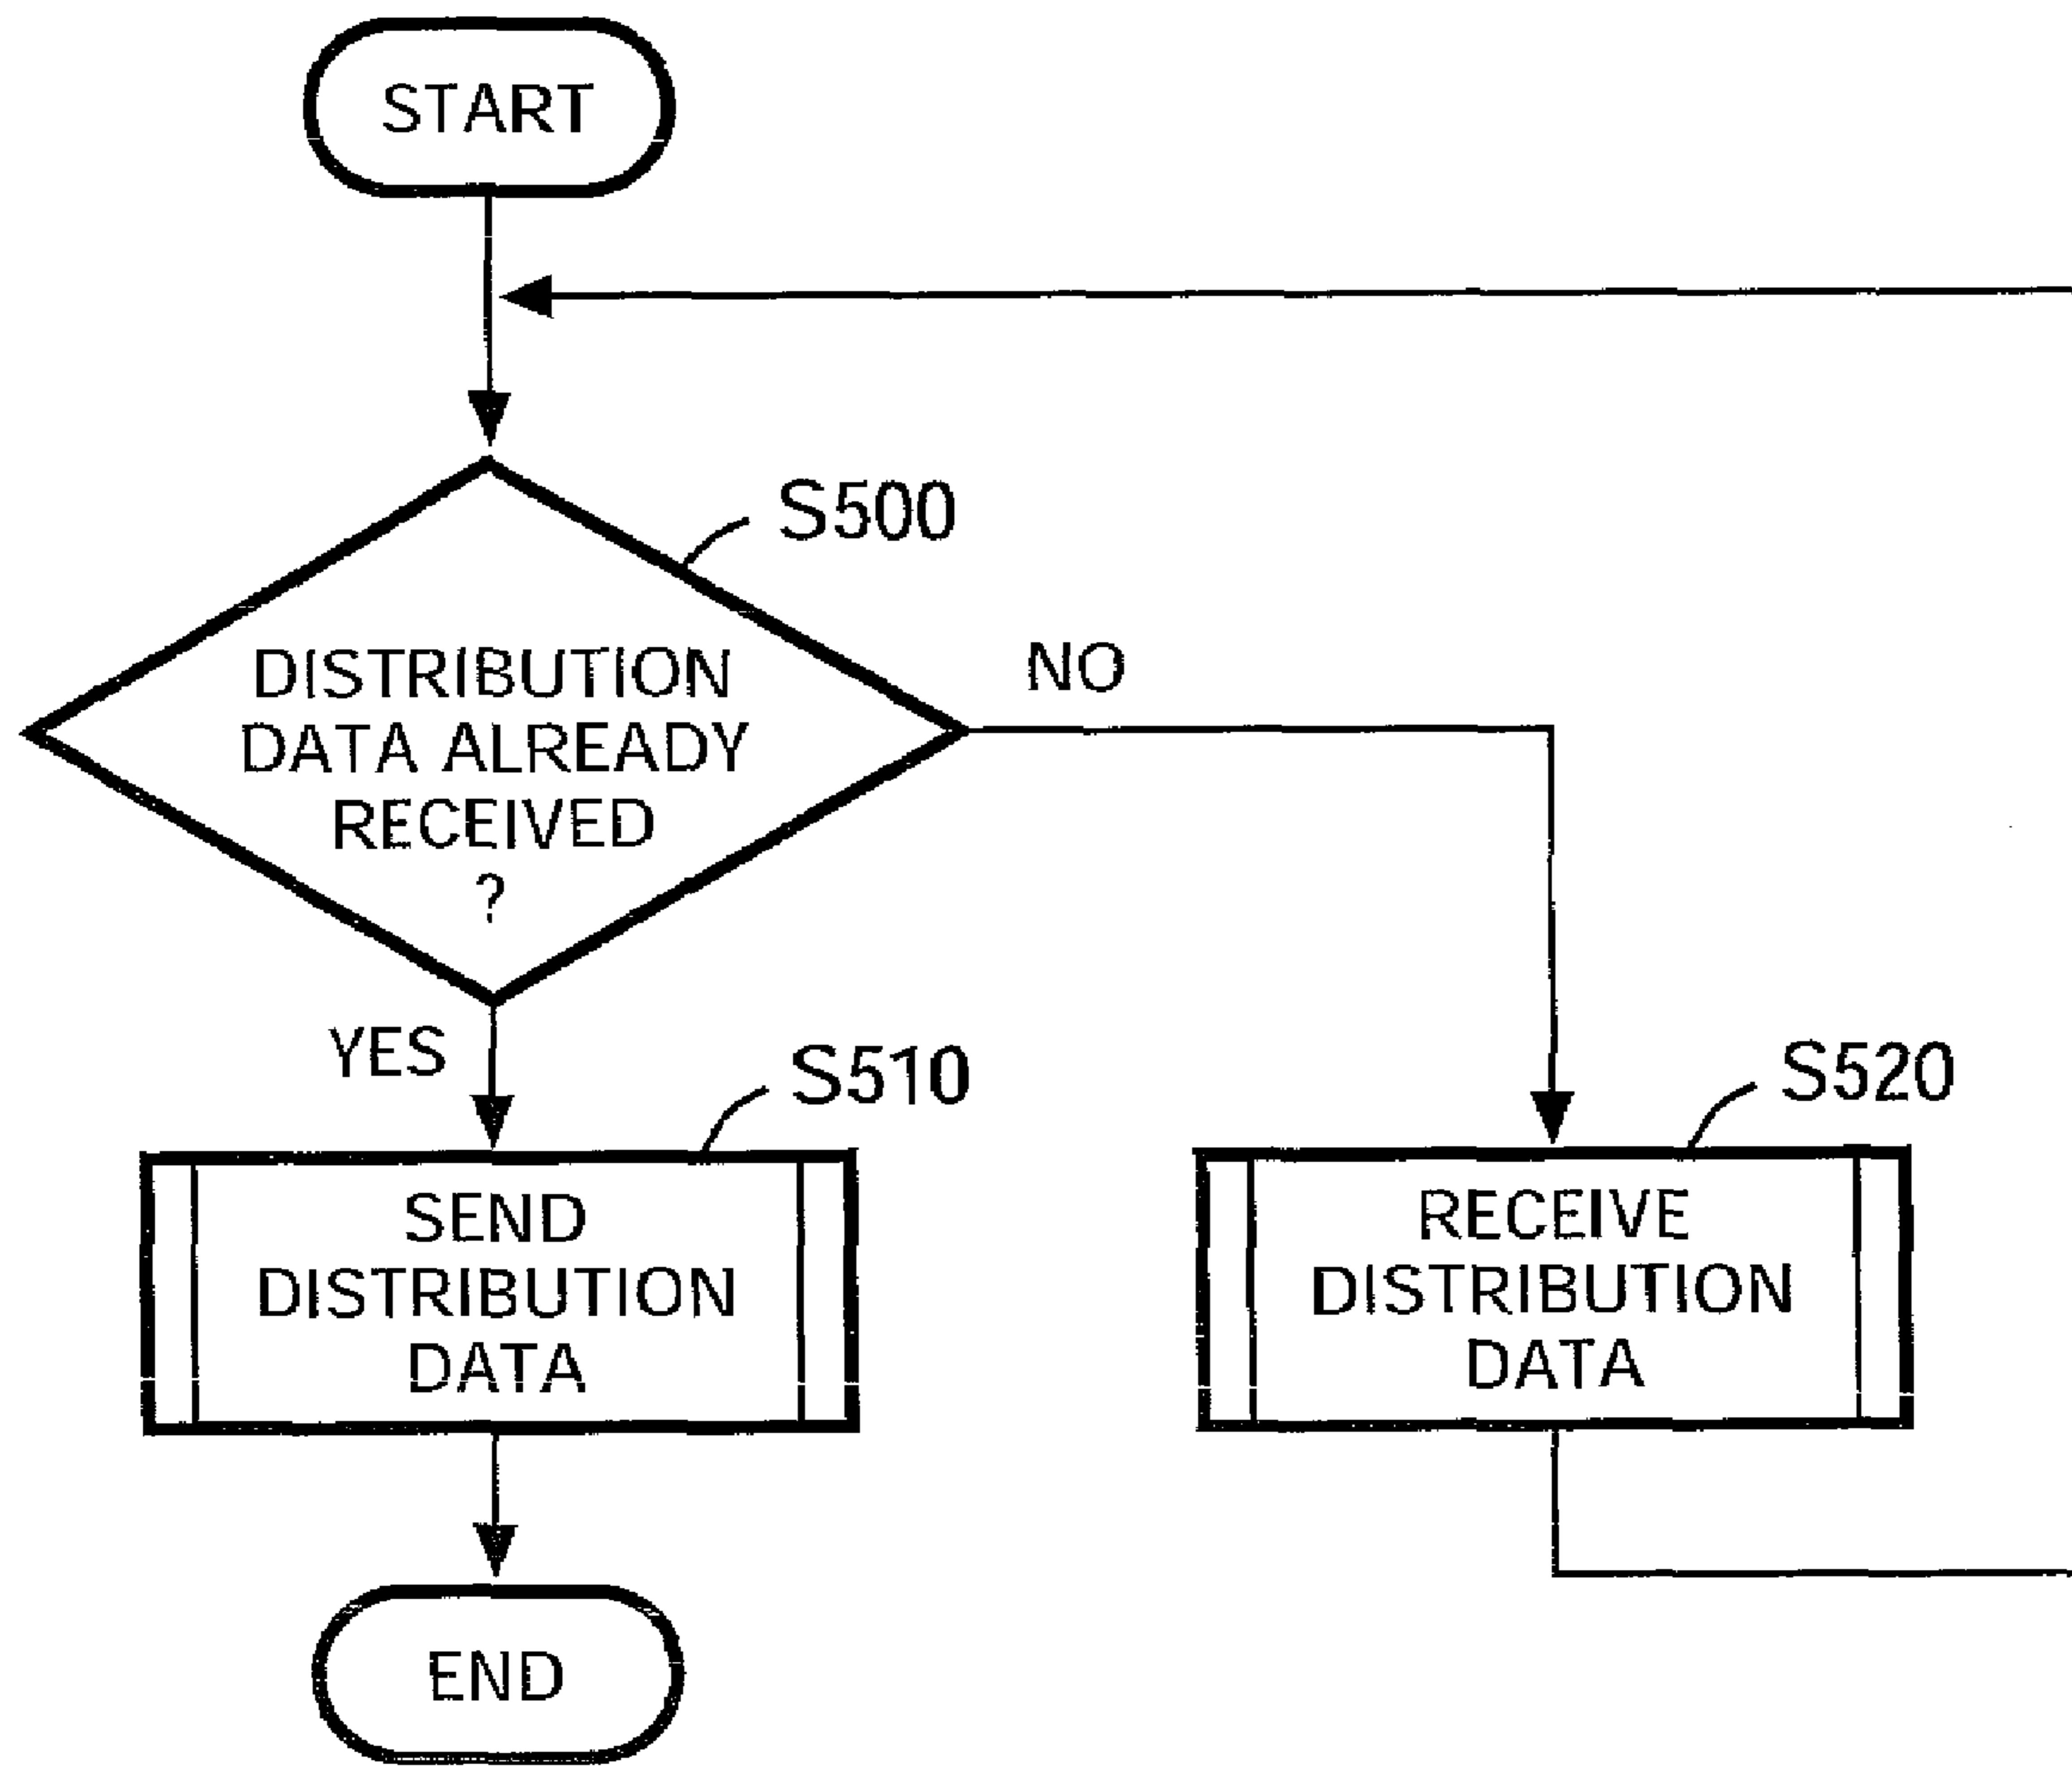 START
S500
DISTRIBUTION
DATA ALREADY
RECEIVED
?
NO
YES
S510
SEND
DISTRIBUTION
DATA
S520
RECEIVE
DISTRIBUTION
DATA
END